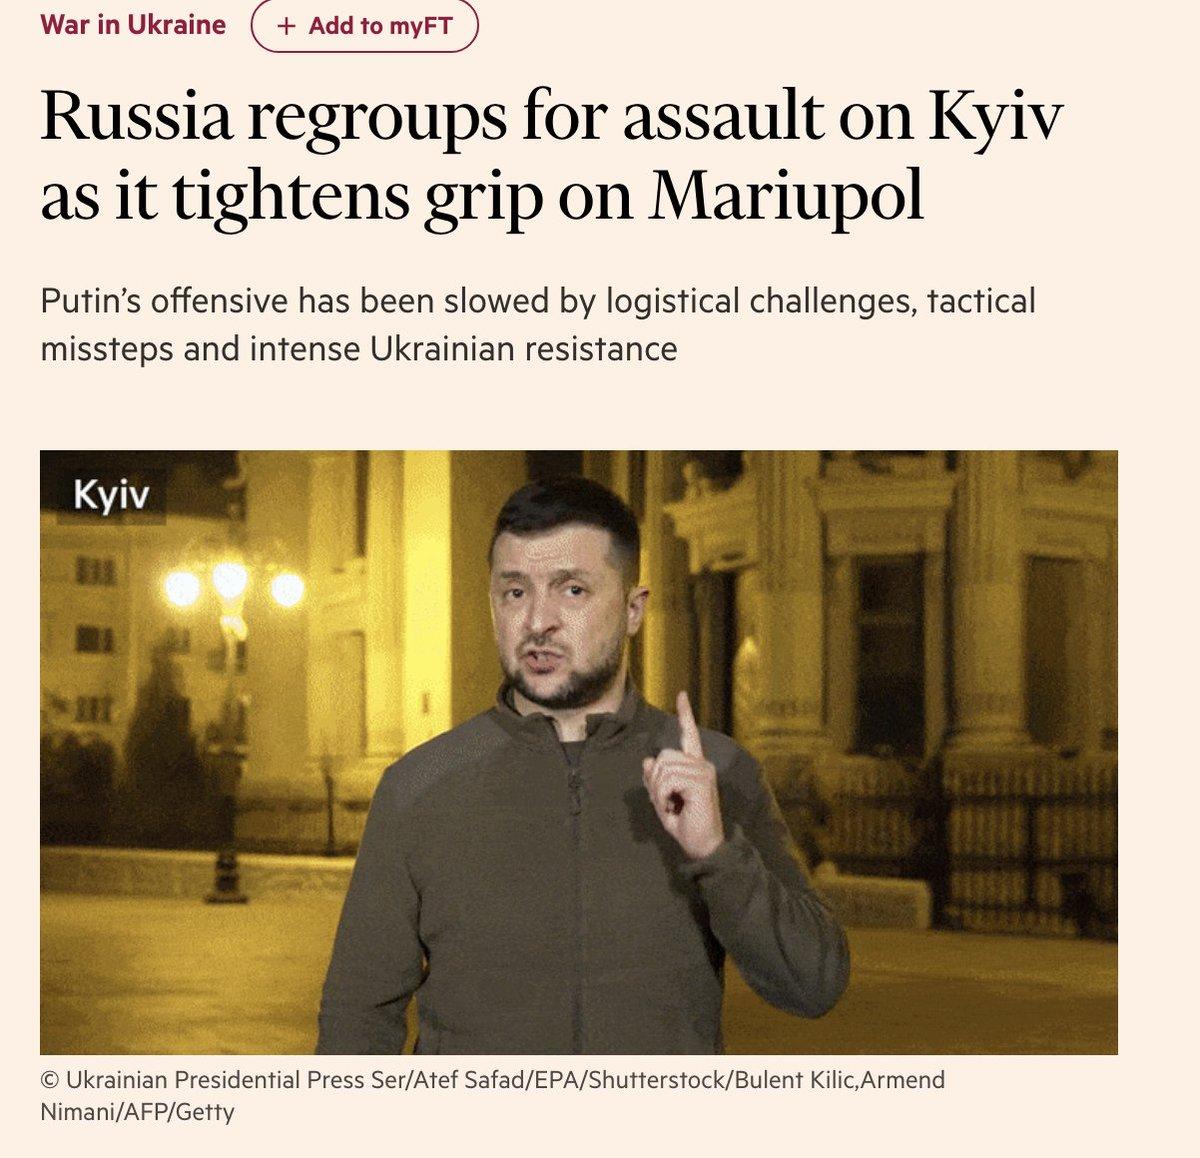 War in Ukraine + Add to myFT
Russia regroups for assault on Kyiv
as it tightens grip on Mariupol
Putin’s offensive has been slowed by logistical challenges, tactical
missteps and intense Ukrainian resistance
Kyiv
© Ukrainian Presidential Press Ser/Atef Safad/EPA/Shutterstock/Bulent Kilic,Armend
Nimani/AFP/Getty